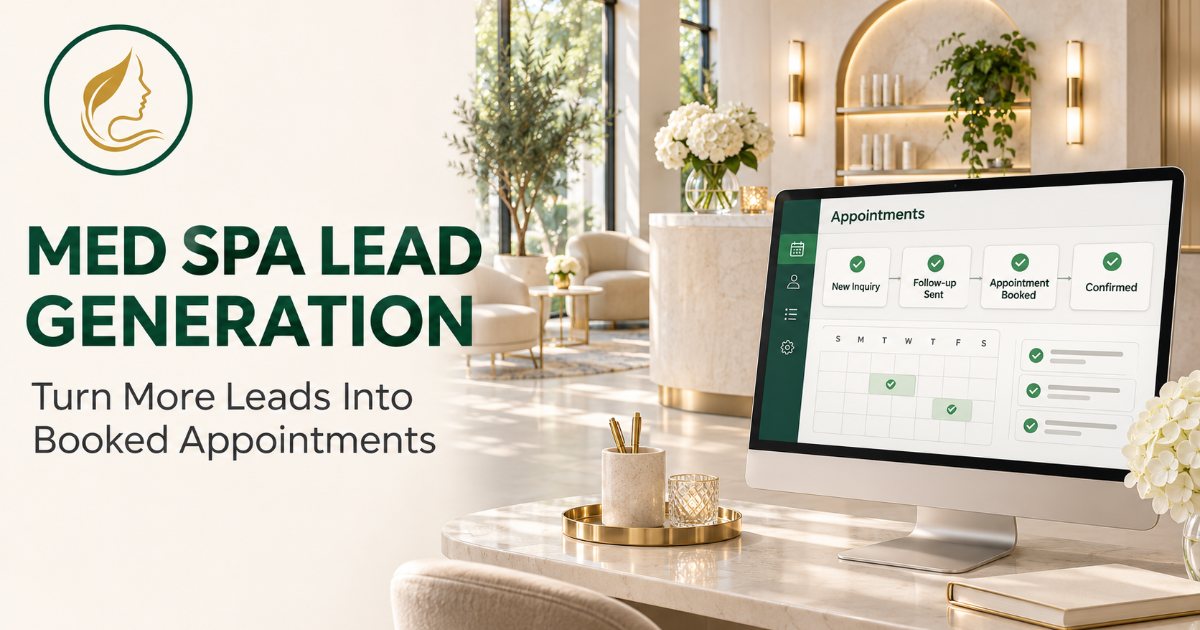 MED SPA LEAD
GENERATION
Turn More Leads Into
Booked Appointments
Appointments
New Inquiry
Follow-up
Sent
Appointment
Booked
Confirmed
S M T W T F S